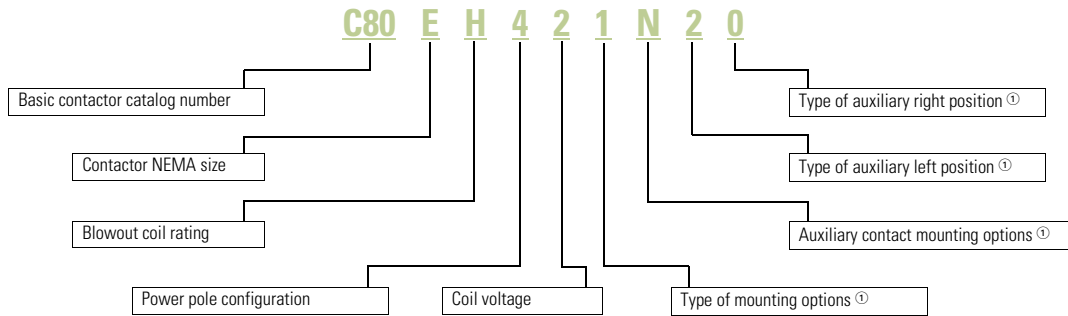 C80 E H 4 2 1 N 2 0
Basic contactor catalog number
Type of auxiliary right position ①
Contactor NEMA size
Type of auxiliary left position ①
Blowout coil rating
Auxiliary contact mounting options ①
Power pole configuration
Coil voltage
Type of mounting options ①